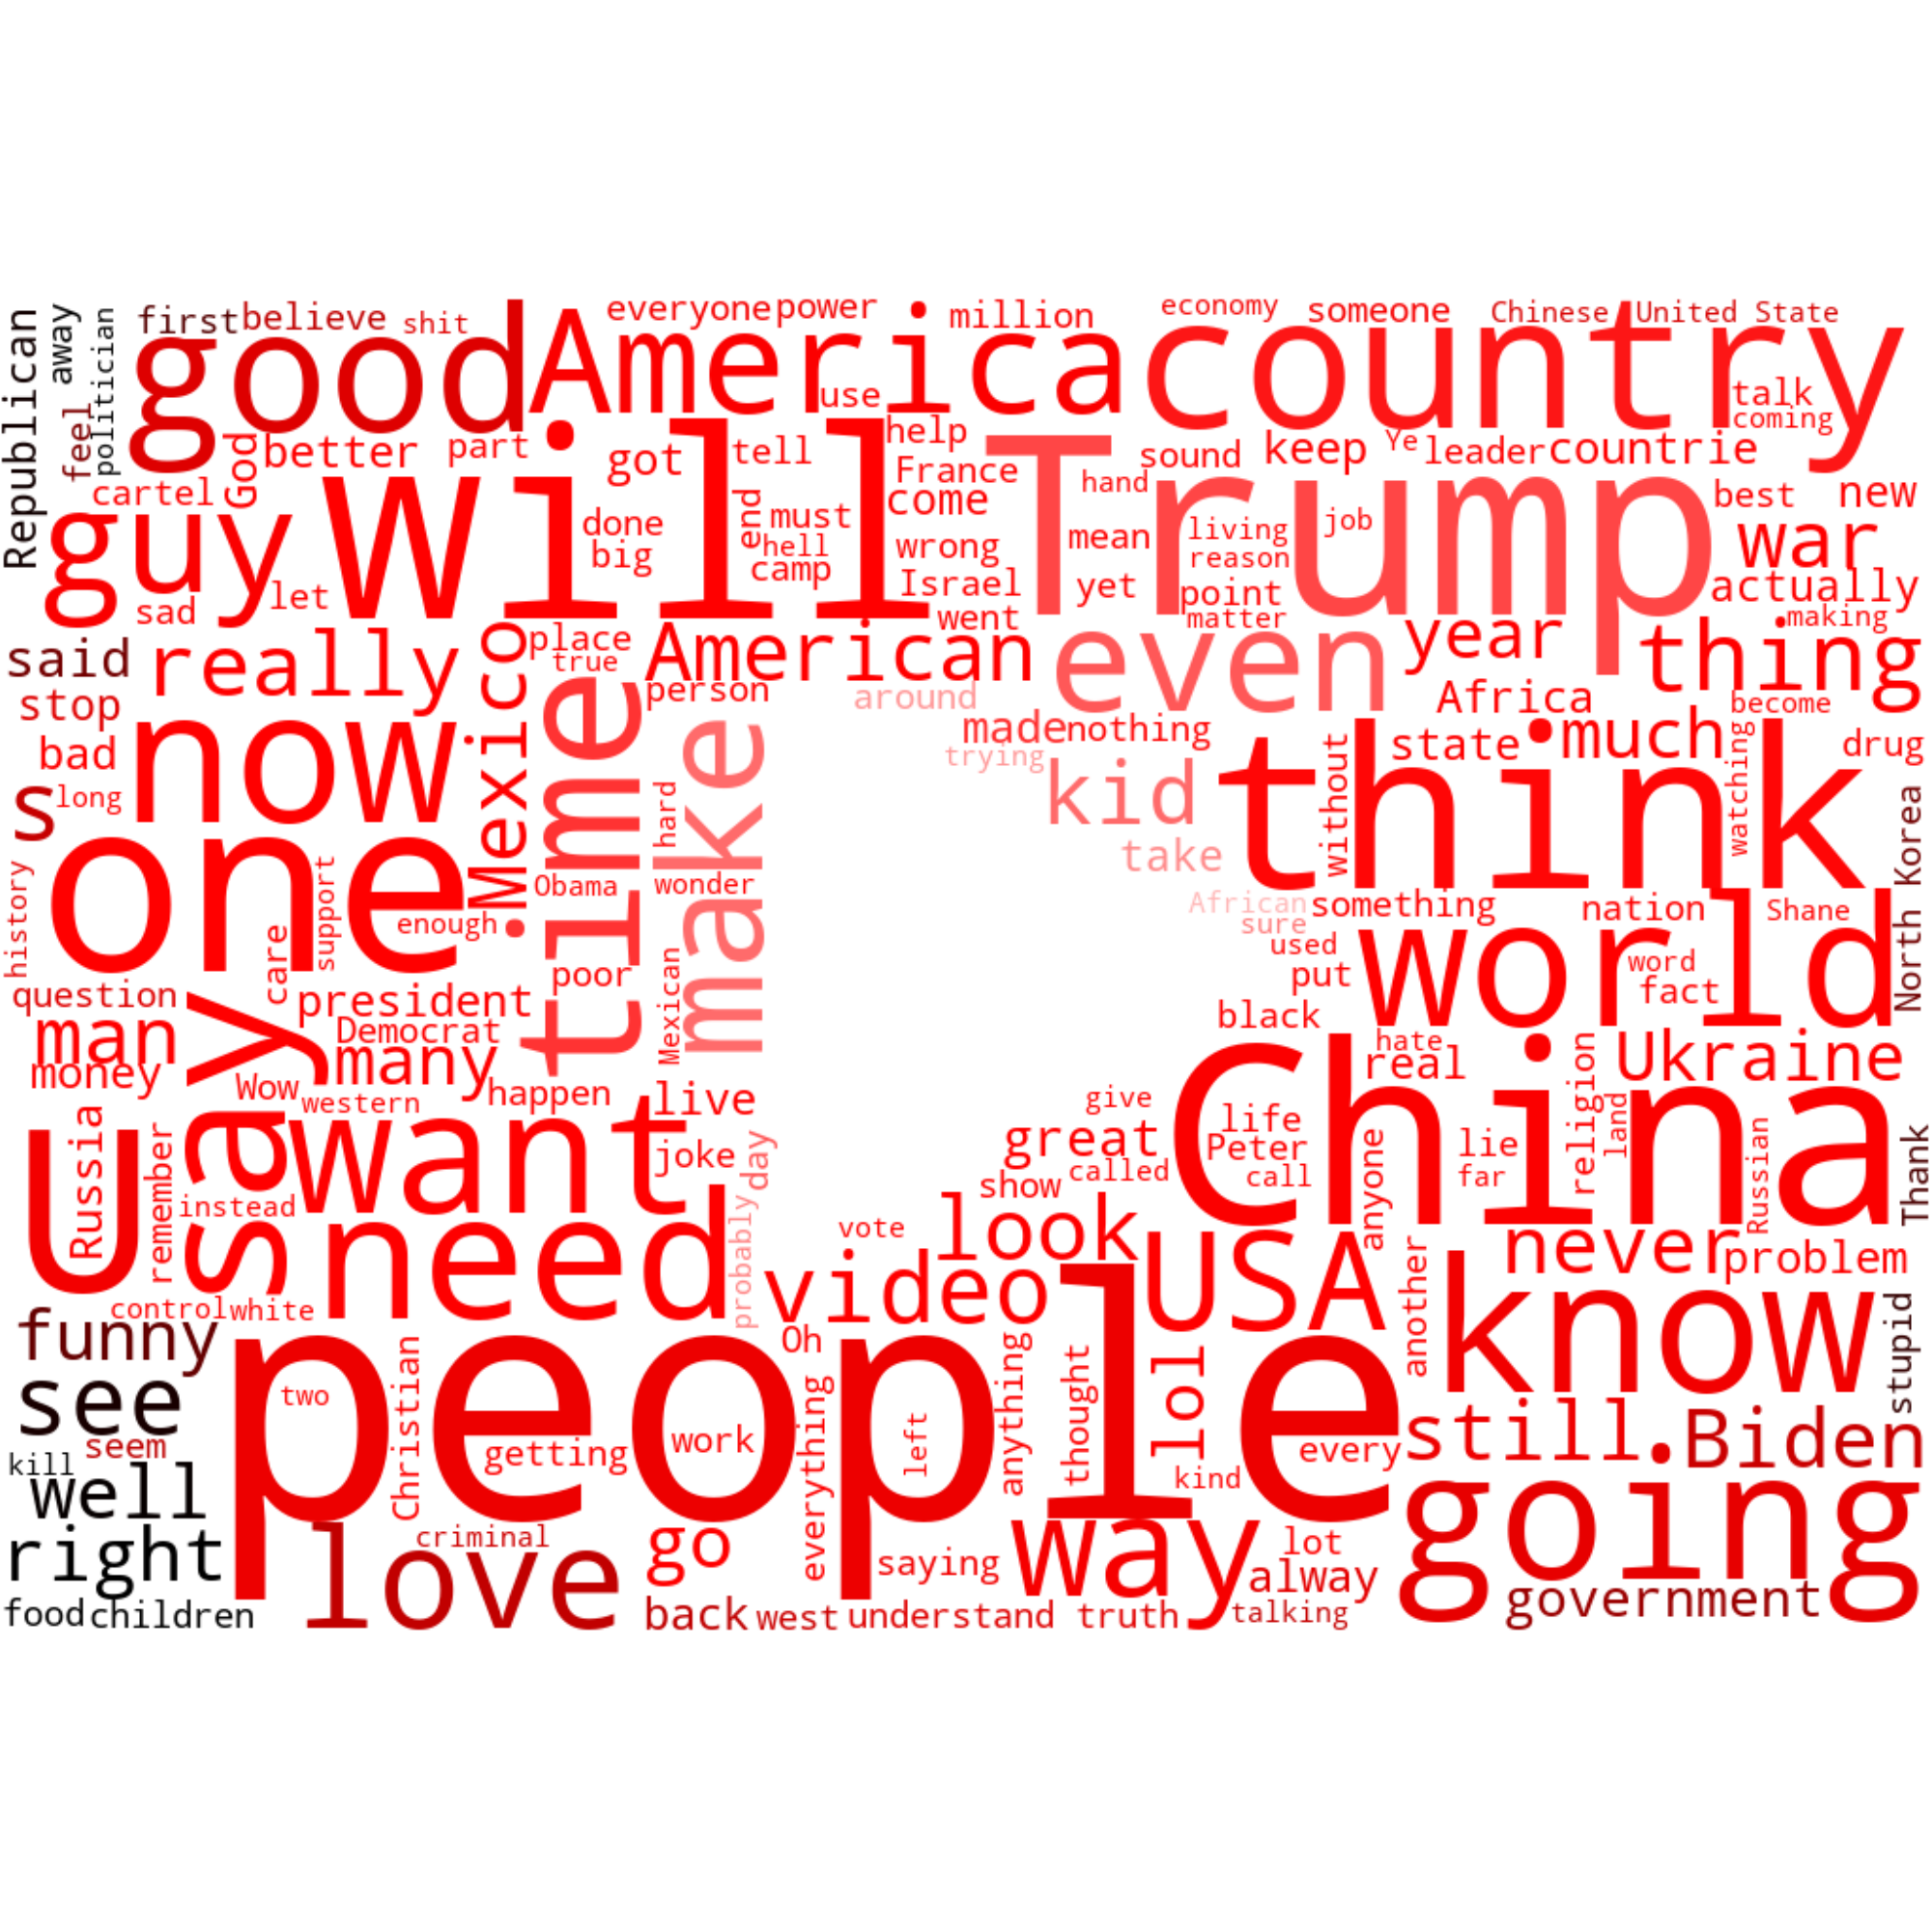 Republican
away
politician
feel
first
believe
shit
good
America
everyone
power
million
economy
someone
Chinese
United State
country
use
talk
coming
God
better
part
got
tell
help
Trump
sound
keep
Ye
leader
countrie
cartel
France
hand
best
new
guy
will
done
end
must
come
living
job
war
big
hell
camp
wrong
mean
reason
Israel
yet
point
actually
sad
let
went
matter
making
said
really
Mexico
place
true
American
even
year
thing
stop
time
person
around
Africa
become
now
make
made
nothing
trying
state
much
bad
drug
s
long
hard
kid
without
think
watching
North Korea
one
take
history
support
Obama
wonder
enough
African
something
nation
Shane
sure
used
world
care
poor
Mexican
put
word
fact
question
president
black
man
say
Democrat
many
hate
real
Ukraine
money
Wow
western
happen
live
give
China
life
religion
land
U
Russia
remember
want
joke
day
great
Peter
lie
Russian
Thank
instead
called
call
far
show
anyone
need
probably
vote
look
USA
never
problem
control
white
video
another
know
stupid
funny
people
Oh
see
two
Christian
everything
anything
thought
lol
seem
getting
work
left
every
still
Biden
kill
well
kind
going
right
love
criminal
go
saying
way
lot
alway
government
food
children
back
west
understand
truth
talking